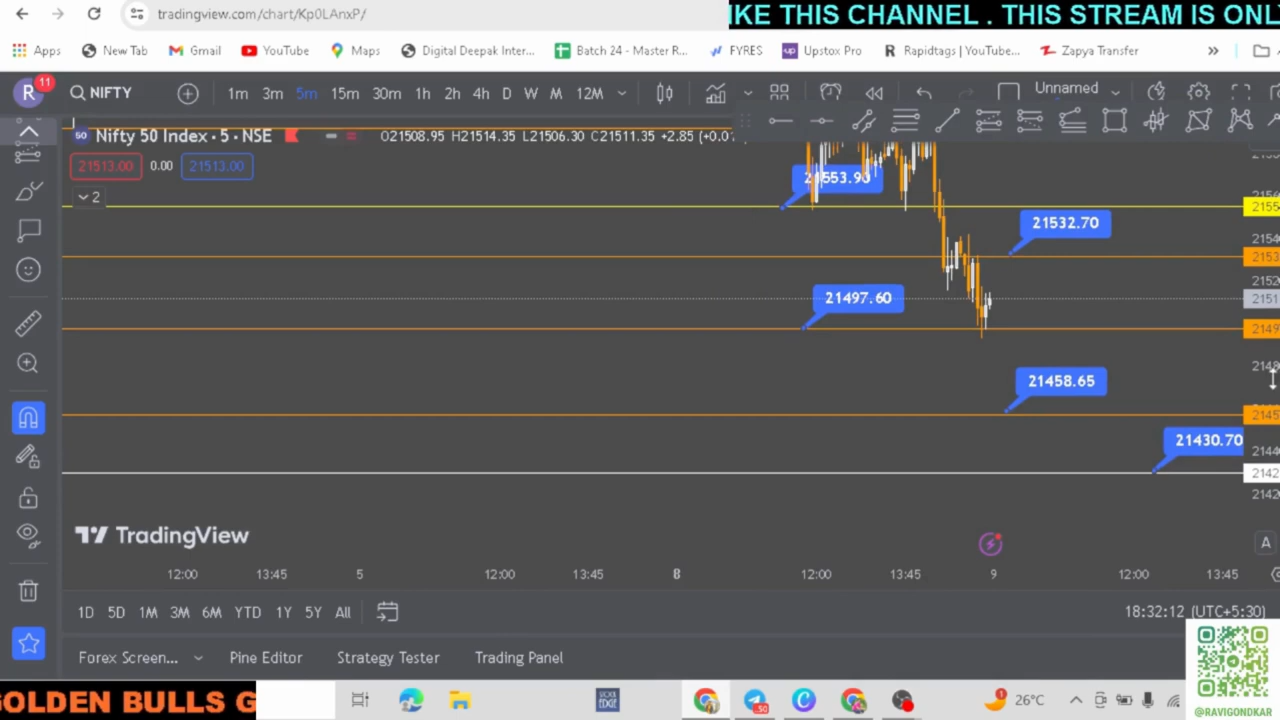 tradingview.com/chart/Kp0LAnxP/
IKE THIS CHANNEL . THIS STREAM IS ONL
Apps New Tab Gmail YouTube Maps Digital Deepak Inter... Batch 24 - Master R... FYRES Upstox Pro Rapidtags | YouTube... Zapya Transfer »
R 11 NIFTY 1m 3m 5m 15m 30m 1h 2h 4h D W M 12M Unnamed
50 Nifty 50 Index · 5 · NSE O21508.95 H21514.35 L21506.30 C21511.35 +2.85
21513.00 0.00 21513.00
2
21553.90
21532.70
21497.60
21458.65
21430.70
TradingView
A
12:00 13:45 5 12:00 13:45 8 12:00 13:45 9 12:00 13:45
1D 5D 1M 3M 6M YTD 1Y 5Y All 18:32:12 (UTC+5:30)
Forex Screen... Pine Editor Strategy Tester Trading Panel
GOLDEN BULLS G
1 26°C
@RAVIGONDKAR